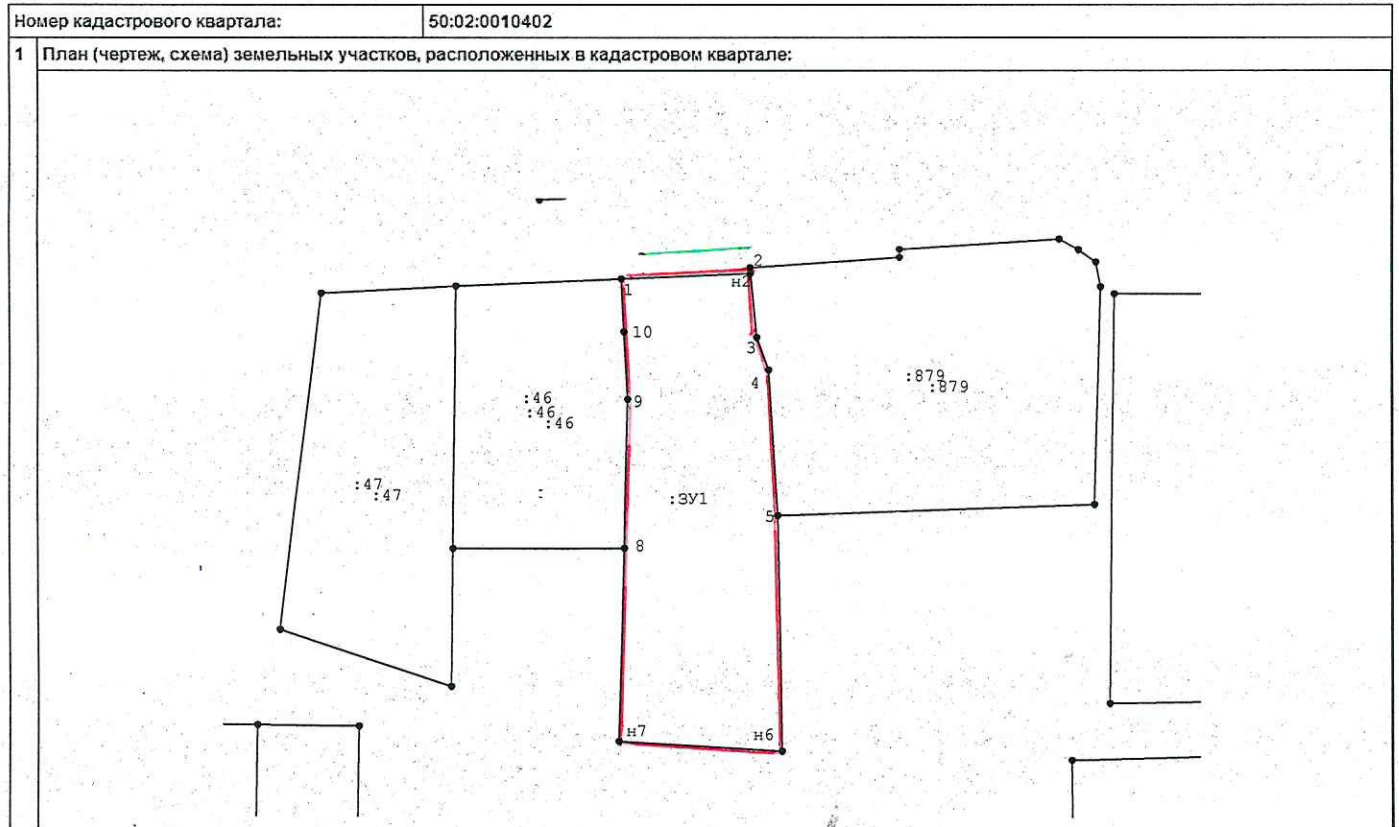 Номер кадастрового квартала: 50:02:0010402
1 План (чертеж, схема) земельных участков, расположенных в кадастровом квартале:
2
н2
1
10
3
4
:879
:879
:46
:46
:46
9
:47
:47
:ЗУ1
5
8
н7
н6